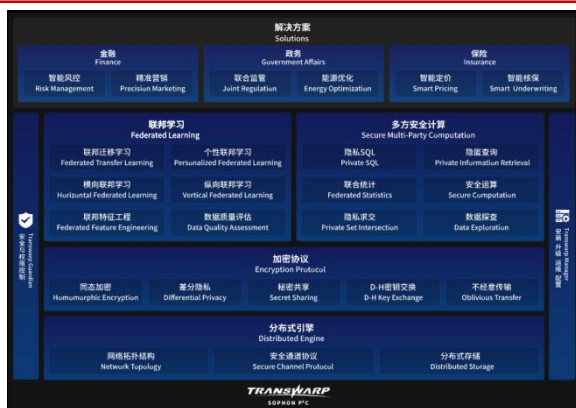 解决方案
Solutions
金融
Finance
智能风控
Risk Management
精准营销
Precision Marketing
政务
Government Affairs
联合监管
Joint Regulation
能源优化
Energy Optimization
保险
Insurance
智能定价
Smart Pricing
智能核保
Smart Underwriting
Transwarp Guardian
安全与权限控制
联邦学习
Federated Learning
联邦迁移学习
Federated Transfer Learning
个性联邦学习
Personalized Federated Learning
横向联邦学习
Horizuntal Federated Learning
纵向联邦学习
Vertical Federated Learning
联邦特征工程
Federated Feature Engineering
数据质量评估
Data Quality Assessment
多方安全计算
Secure Multi-Party Computation
隐私SQL
Private SQL
隐匿查询
Private Information Retrieval
联合统计
Federated Statistics
安全运算
Secure Computation
隐私求交
Private Set Intersection
数据探查
Data Exploration
加密协议
Encryption Protocol
同态加密
Humumorphic Encryption
差分隐私
Differential Privacy
秘密共享
Secret Sharing
D-H密钥交换
D-H Key Exchange
不经意传输
Oblivious Transfer
分布式引擎
Distributed Engine
网络拓扑结构
Network Topology
安全通道协议
Secure Channel Protocol
分布式存储
Distributed Storage
Transwarp Manager
安装 升级 运维 配置
TRANSWARP
SOPHON P²C